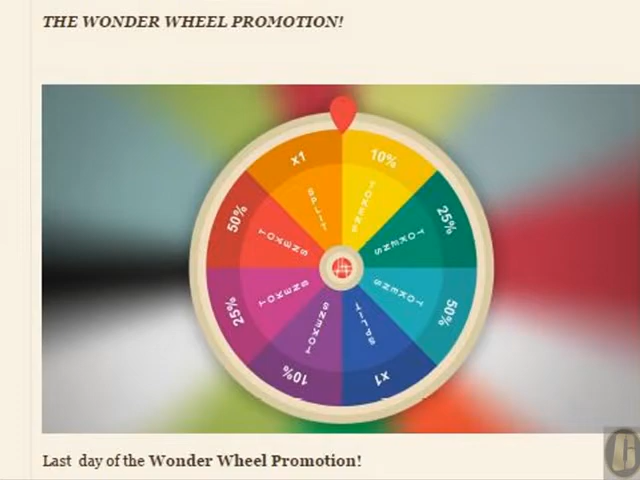 THE WONDER WHEEL PROMOTION!
x1
10%
SPLIT
TOKENS
50%
25%
TOKENS
TOKENS
TOKENS
TOKENS
25%
50%
TOKENS
SPLIT
10%
x1
Last day of the Wonder Wheel Promotion!